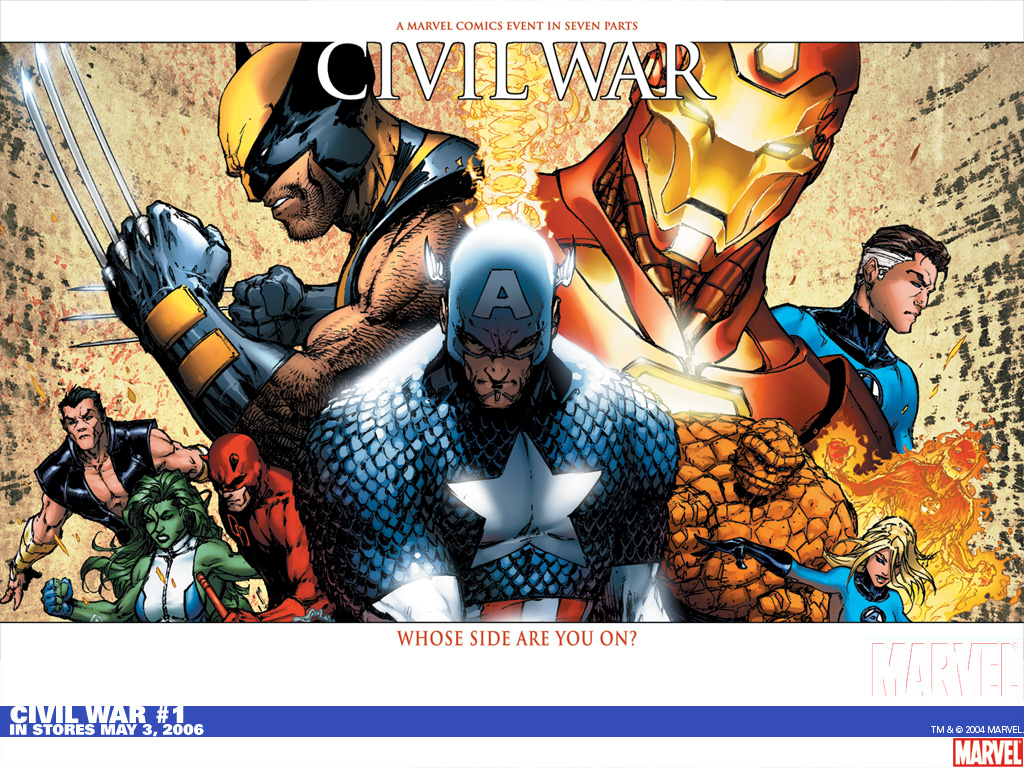 A MARVEL COMICS EVENT IN SEVEN PARTS
CIVIL WAR
A
WHOSE SIDE ARE YOU ON?
MARVEL®
CIVIL WAR #1
IN STORES MAY 3, 2006
TM & © 2004 MARVEL.
MARVEL